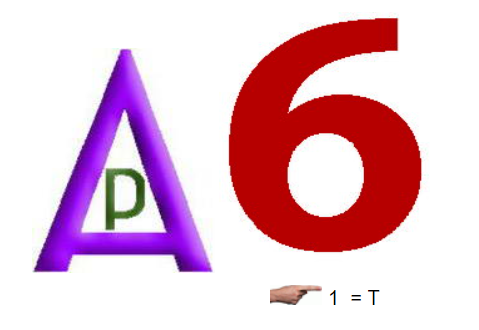 A p 6
1 = T